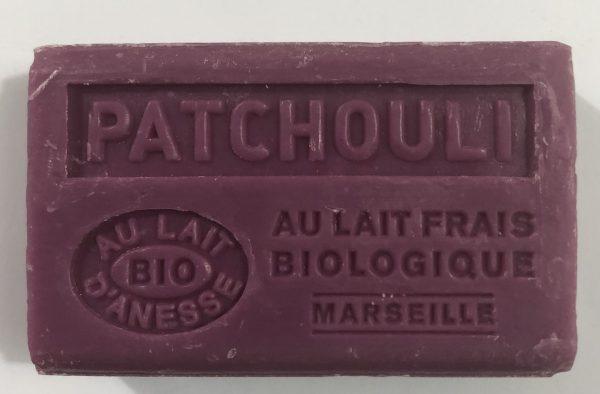 PATCHOULI
AU LAIT
BIO
D'ANESSE
AU LAIT FRAIS
BIOLOGIQUE
MARSEILLE